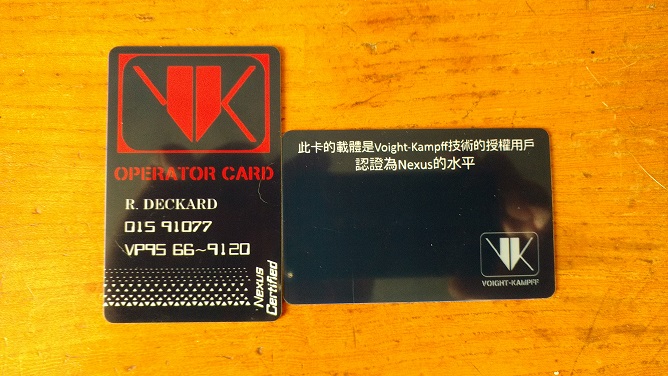 VK
OPERATOR CARD
R. DECKARD
015 91077
VP95 66~9120
Nexus
Certified
此卡的載體是Voight-Kampff技術的授權用戶
認證為Nexus的水平
VK
VOIGHT-KAMPFF